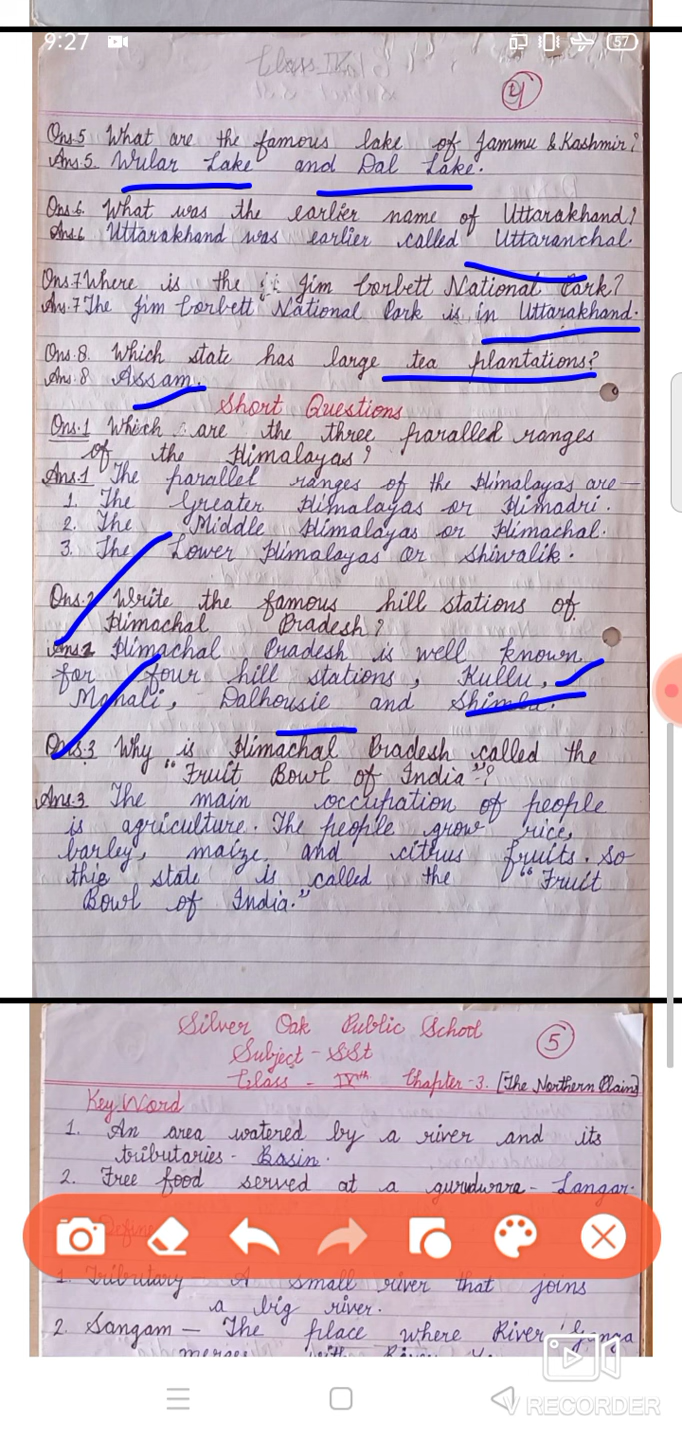 9:27
57
Class IV
4
Qns.5 What are the famous lake of Jammu & Kashmir?
Ans.5. Wular Lake and Dal Lake.
Qns.6. What was the earlier name of Uttarakhand?
Ans.6 Uttarakhand was earlier called Uttaranchal.
Qns.7 Where is the Jim Corbett National Park?
Ans.7 The Jim Corbett National Park is in Uttarakhand.
Qns.8. Which state has large tea plantations?
Ans.8 Assam.
Short Questions
Qns.1 Which are the three paralled ranges
of the Himalayas?
Ans.1 The parallel ranges of the Himalayas are—
1. The Greater Himalayas or Himadri.
2. The Middle Himalayas or Himachal.
3. The Lower Himalayas or Shiwalik.
Qns.2 Write the famous hill stations of
Himachal Pradesh?
Ans.2 Himachal Pradesh is well known
for four hill stations, Kullu,
Manali, Dalhousie and Shimla.
Qns.3 Why is Himachal Pradesh called the
"Fruit Bowl of India"?
Ans.3 The main occupation of people
is agriculture. The people grow rice,
barley, maize and citrus fruits. So
this state is called the "Fruit
Bowl of India."
Silver Oak Public School
5
Subject - SSt
Class - IVth Chapter-3. [The Northern Plain]
Key Word
1. An area watered by a river and its
tributaries - Basin.
2. Free food served at a gurudwara - Langar.
Define
1. Tributary - A small river that joins
a big river.
2. Sangam — The place where River Ganga
merges with River
V RECORDER